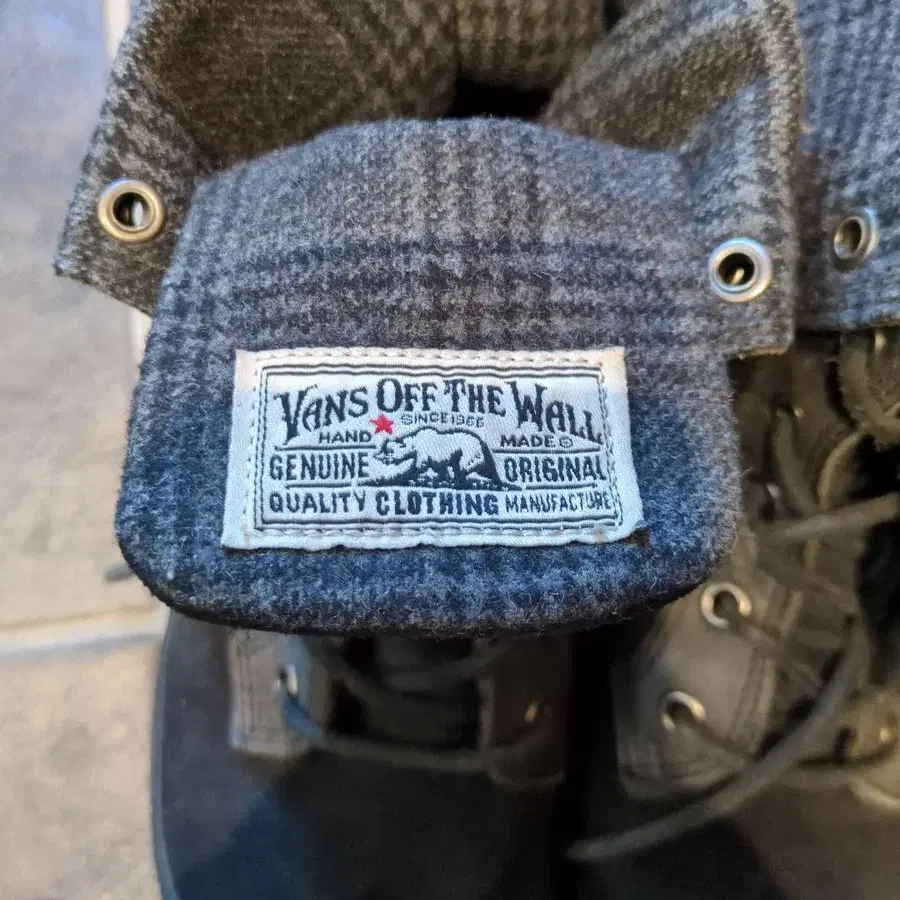 VANS OFF THE WALL
SINCE 1966
HAND MADE
GENUINE ORIGINAL
QUALITY CLOTHING MANUFACTURE